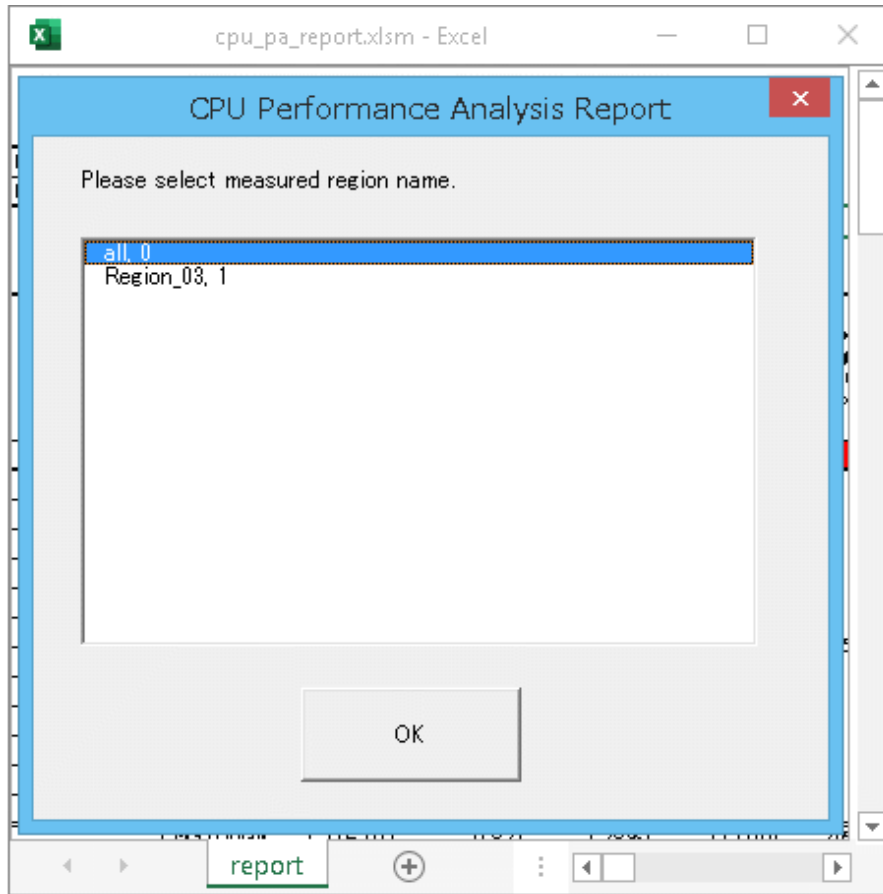 cpu_pa_report.xlsm - Excel
CPU Performance Analysis Report
Please select measured region name.
all, 0
Region_03, 1
OK
report